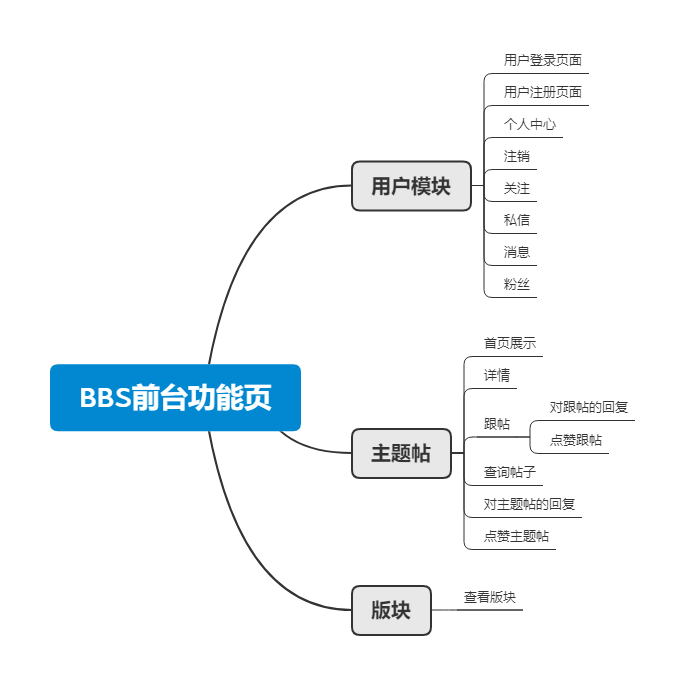 BBS前台功能页
用户模块
用户登录页面
用户注册页面
个人中心
注销
关注
私信
消息
粉丝
主题帖
首页展示
详情
跟帖
对跟帖的回复
点赞跟帖
查询帖子
对主题帖的回复
点赞主题帖
版块
查看版块